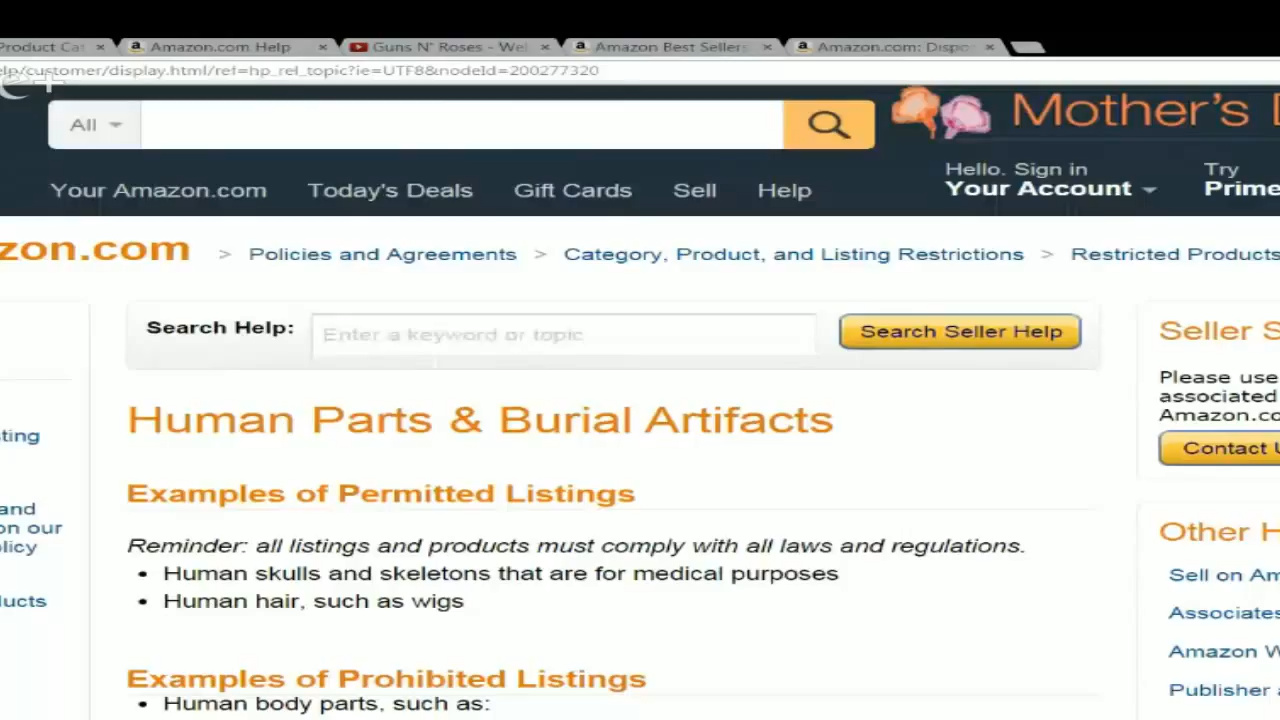 Product Cat
Amazon.com Help
Guns N' Roses - Wel
Amazon Best Sellers
Amazon.com: Dispo
elp/customer/display.html/ref=hp_rel_topic?ie=UTF8&nodeId=200277320
All
Mother's D
Hello. Sign in
Your Account
Try
Prime
Your Amazon.com
Today's Deals
Gift Cards
Sell
Help
zon.com > Policies and Agreements > Category, Product, and Listing Restrictions > Restricted Products
Search Help:
Enter a keyword or topic
Search Seller Help
Seller S
Please use
associated
Amazon.co
Contact U
Human Parts & Burial Artifacts
ting
Examples of Permitted Listings
and
on our
licy
Reminder: all listings and products must comply with all laws and regulations.
• Human skulls and skeletons that are for medical purposes
• Human hair, such as wigs
Other H
Sell on Am
Associates
Amazon W
Publisher a
ducts
Examples of Prohibited Listings
• Human body parts, such as: